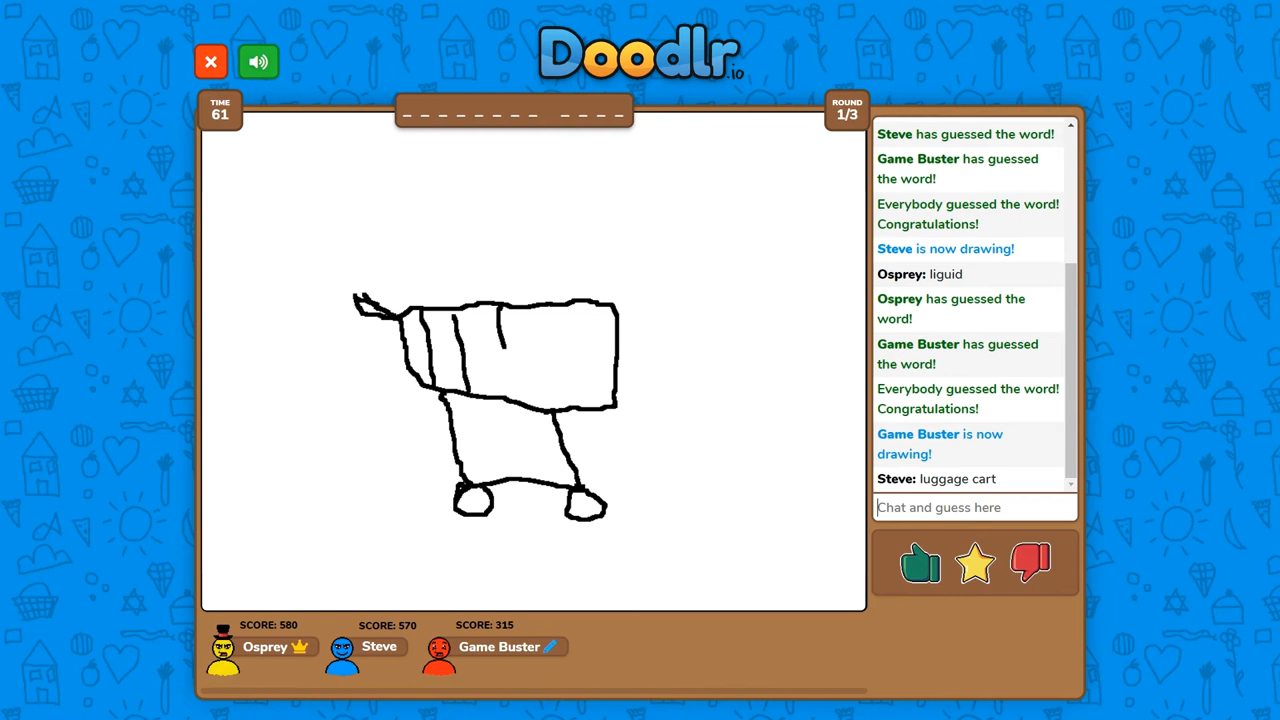 Doodlr.io
TIME
61
_ _ _ _ _ _ _ _ _  _ _ _ _
ROUND
1/3
Steve has guessed the word!
Game Buster has guessed
the word!
Everybody guessed the word!
Congratulations!
Steve is now drawing!
Osprey: liguid
Osprey has guessed the
word!
Game Buster has guessed
the word!
Everybody guessed the word!
Congratulations!
Game Buster is now
drawing!
Steve: luggage cart
Chat and guess here
SCORE: 580
Osprey
SCORE: 570
Steve
SCORE: 315
Game Buster